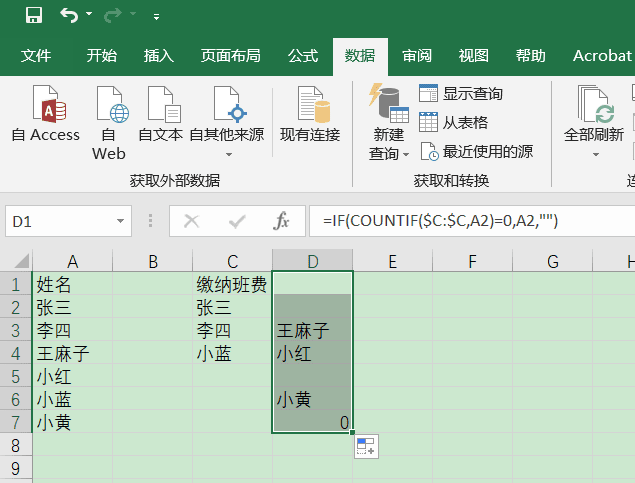 文件 开始 插入 页面布局 公式 数据 审阅 视图 帮助 Acrobat
自 Access 自 Web 自文本 自其他来源 现有连接 新建查询 显示查询 从表格 最近使用的源 全部刷新
获取外部数据 获取和转换
D1 fx =IF(COUNTIF($C:$C,A2)=0,A2,"")
A B C D E F G
1 姓名 缴纳班费
2 张三 张三
3 李四 李四 王麻子
4 王麻子 小蓝 小红
5 小红
6 小蓝 小黄
7 小黄 0
8
9